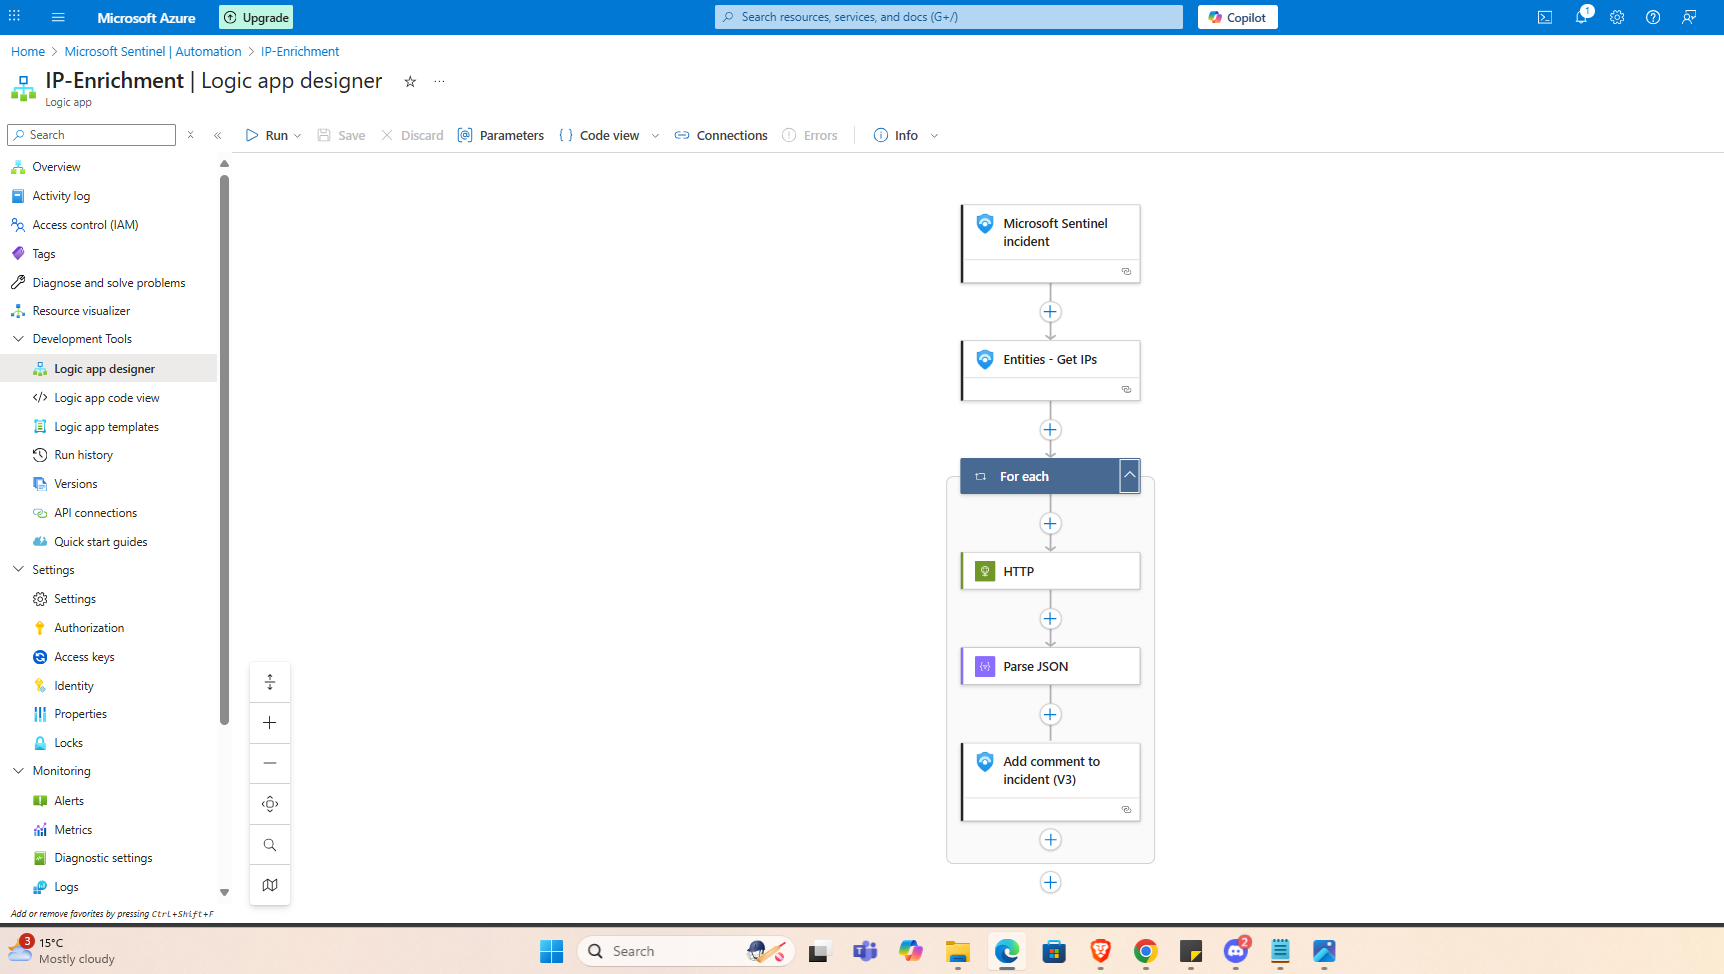 Microsoft Azure
Upgrade
Search resources, services, and docs (G+/)
Copilot
1
Home > Microsoft Sentinel | Automation > IP-Enrichment
IP-Enrichment | Logic app designer
Logic app
Search
Run
Save
Discard
Parameters
Code view
Connections
Errors
Info
Overview
Activity log
Access control (IAM)
Tags
Diagnose and solve problems
Resource visualizer
Development Tools
Logic app designer
Logic app code view
Logic app templates
Run history
Versions
API connections
Quick start guides
Settings
Settings
Authorization
Access keys
Identity
Properties
Locks
Monitoring
Alerts
Metrics
Diagnostic settings
Logs
Add or remove favorites by pressing Ctrl+Shift+F
Microsoft Sentinel
incident
Entities - Get IPs
For each
HTTP
Parse JSON
Add comment to
incident (V3)
3
15°C
Mostly cloudy
Search
2